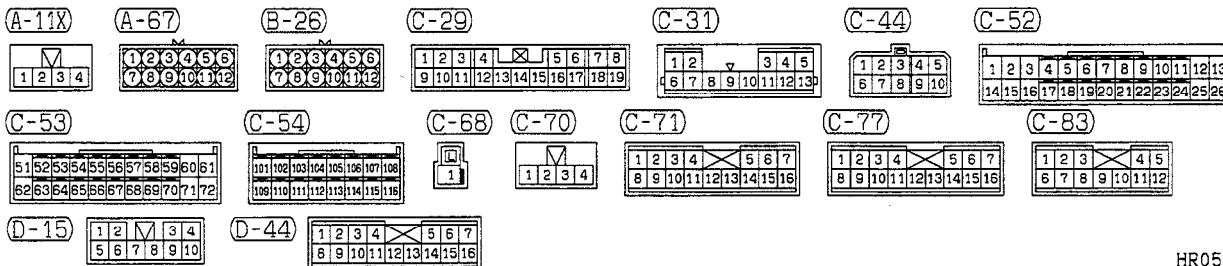 A-11X A-67 B-26 C-29 C-31 C-44 C-52
1 2 3 4 5 6 1 2 3 4 5 6 1 2 3 4 5 6 7 8 1 2 3 4 5 1 2 3 4 5 1 2 3 4 5 6 7 8 9 10 11 12 13
1 2 3 4 7 8 9 10 11 12 7 8 9 10 11 12 9 10 11 12 13 14 15 16 17 18 19 6 7 8 9 10 11 12 13 6 7 8 9 10 14 15 16 17 18 19 20 21 22 23 24 25 26
C-53 C-54 C-68 C-70 C-71 C-77 C-83
51 52 53 54 55 56 57 58 59 60 61 101 102 103 104 105 106 107 108 1 2 3 4 5 6 7 1 2 3 4 5 6 7 1 2 3 4 5
62 63 64 65 66 67 68 69 70 71 72 109 110 111 112 113 114 115 116 1 1 2 3 4 8 9 10 11 12 13 14 15 16 8 9 10 11 12 13 14 15 16 6 7 8 9 10 11 12
D-15 1 2 3 4 D-44 1 2 3 4 5 6 7
5 6 7 8 9 10 8 9 10 11 12 13 14 15 16
HR05